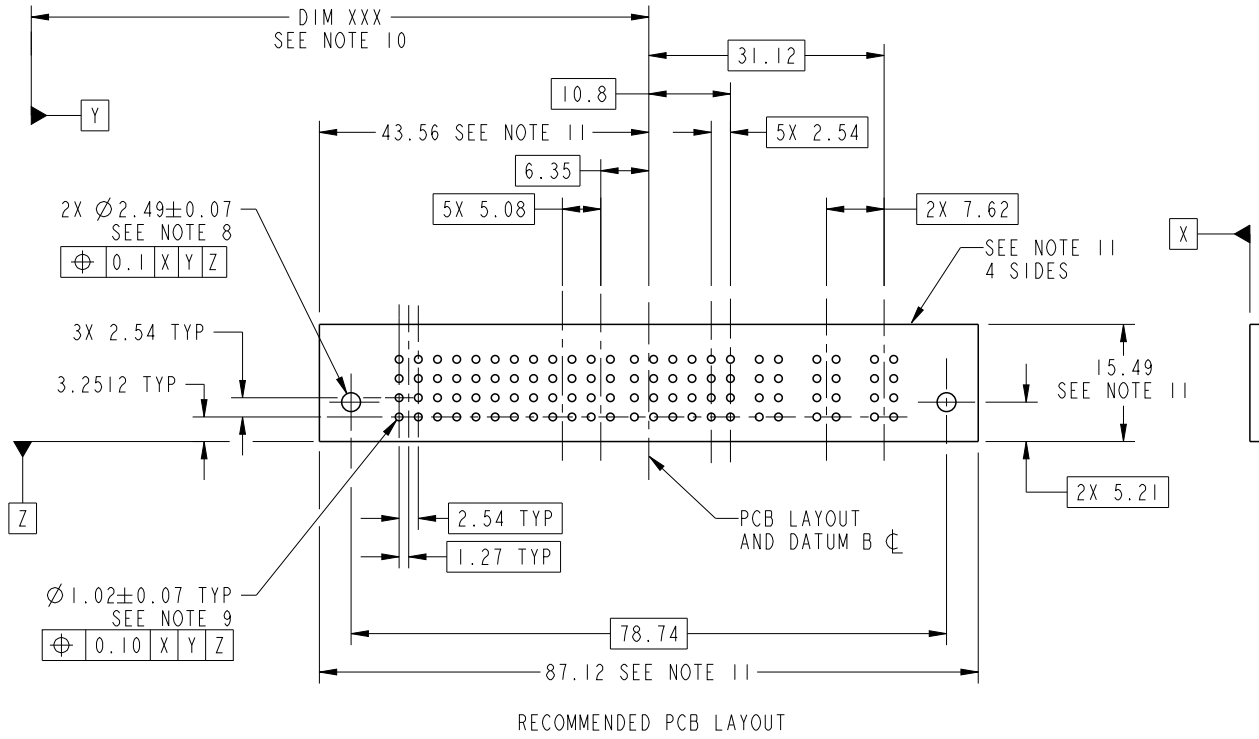 DIM XXX
SEE NOTE 10
31.12
10.8
Y
43.56 SEE NOTE 11
5X 2.54
6.35
2X Ø2.49±0.07
SEE NOTE 8
⌖ 0.1 X Y Z
5X 5.08
2X 7.62
X
SEE NOTE 11
4 SIDES
3X 2.54 TYP
3.2512 TYP
15.49
SEE NOTE 11
Z
2X 5.21
2.54 TYP
PCB LAYOUT
AND DATUM B ℄
1.27 TYP
Ø1.02±0.07 TYP
SEE NOTE 9
⌖ 0.10 X Y Z
78.74
87.12 SEE NOTE 11
RECOMMENDED PCB LAYOUT